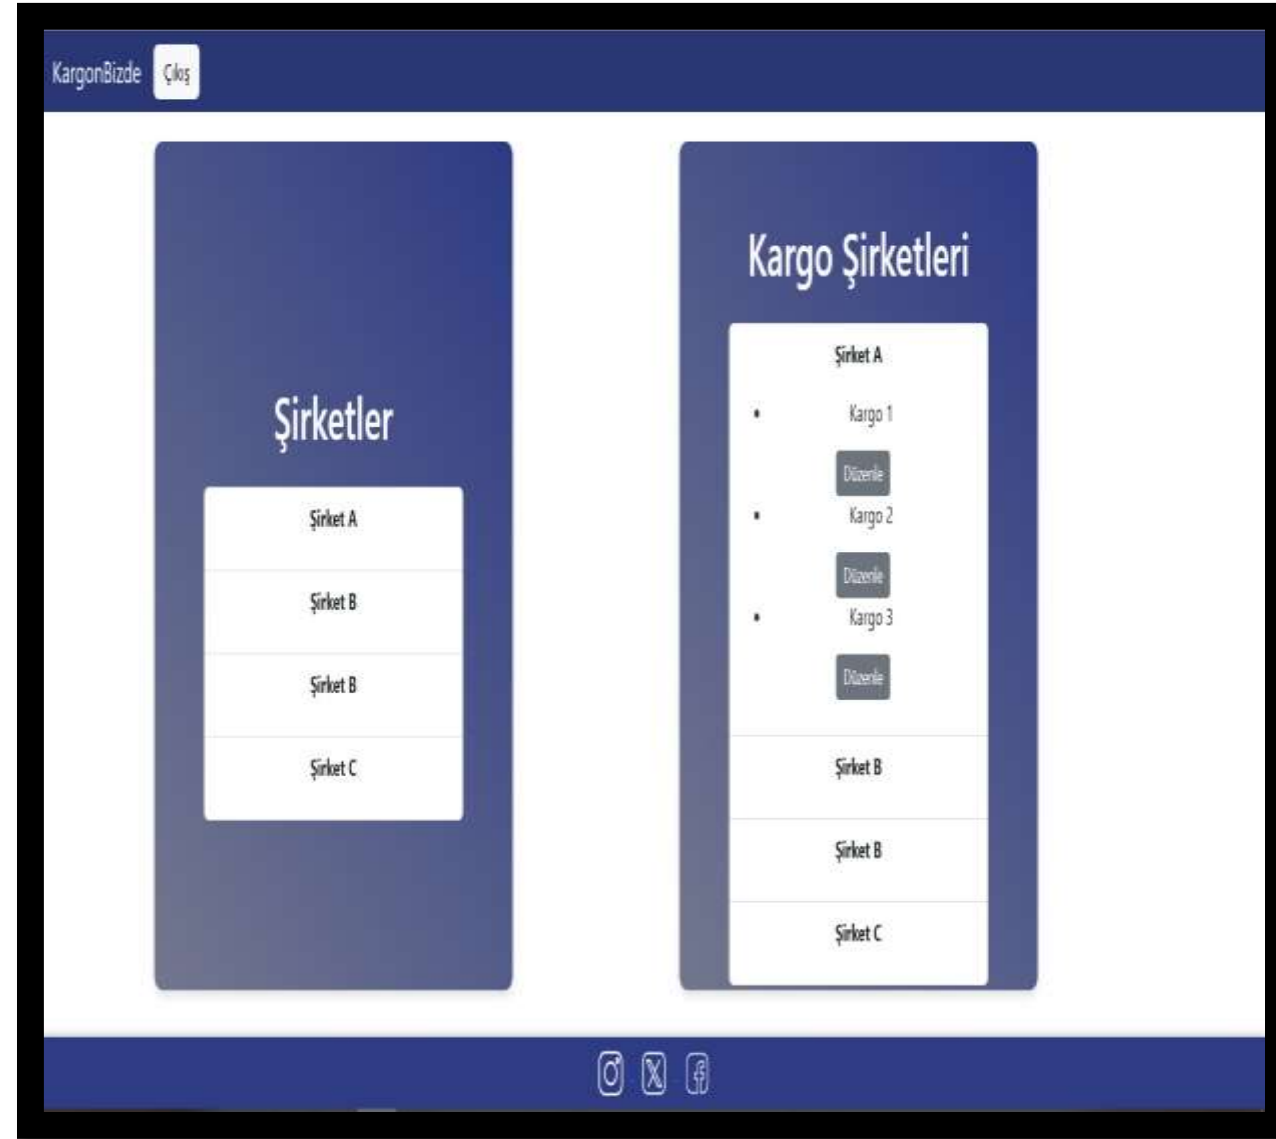 KargonBizde Çıkış
Şirketler
Şirket A
Şirket B
Şirket B
Şirket C
Kargo Şirketleri
Şirket A
• Kargo 1
Düzenle
• Kargo 2
Düzenle
• Kargo 3
Düzenle
Şirket B
Şirket B
Şirket C